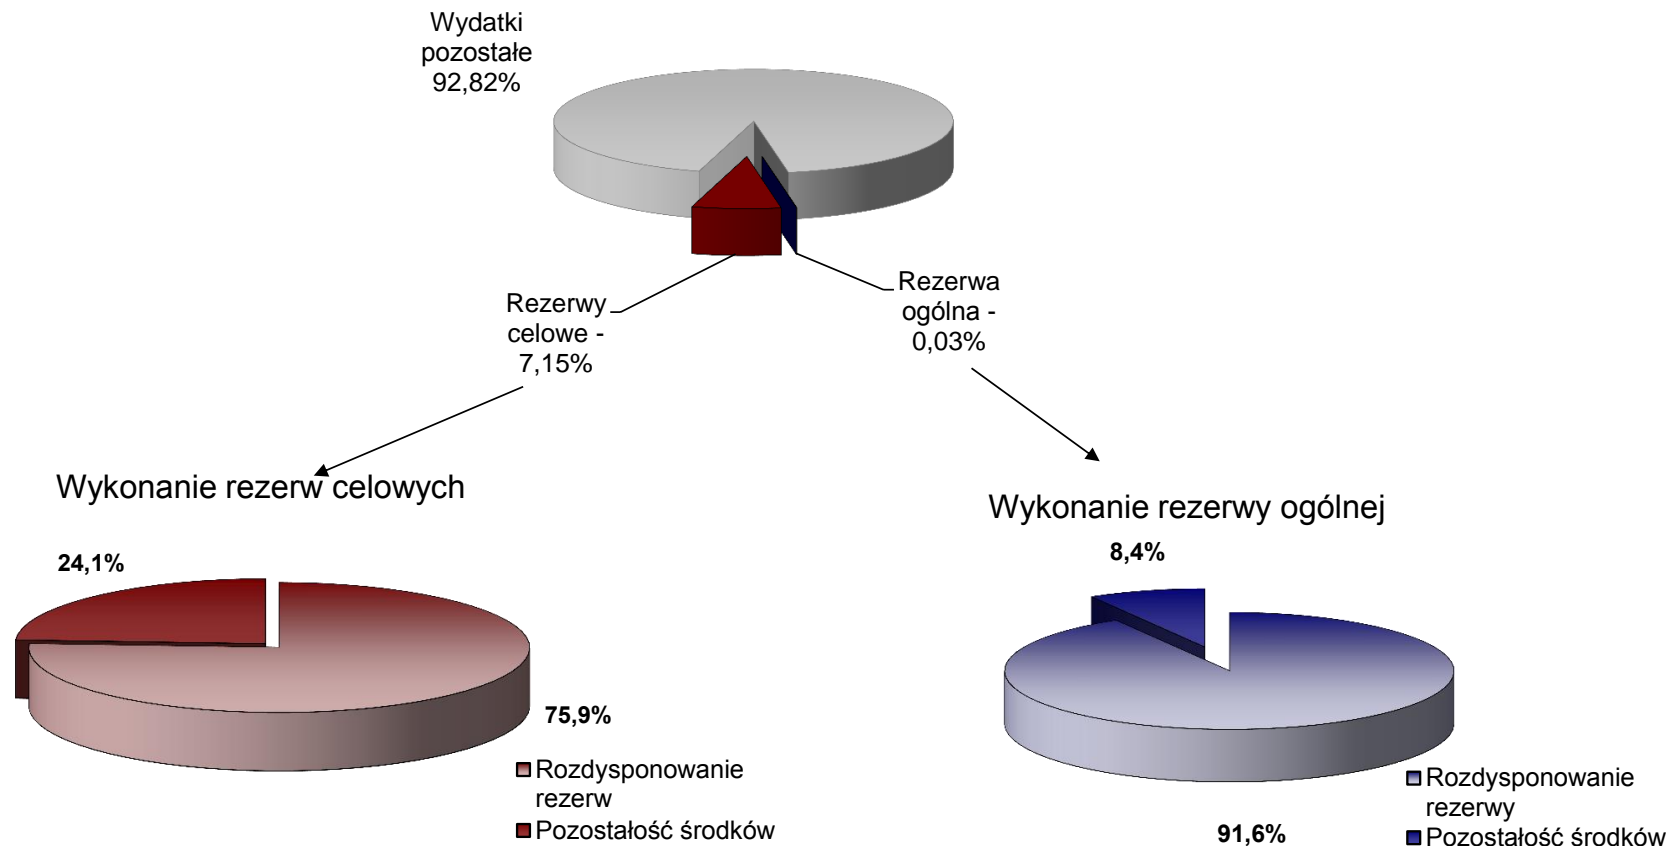 Wydatki
pozostałe
92,82%
Rezerwy
celowe -
7,15%
Rezerwa
ogólna -
0,03%
Wykonanie rezerw celowych
24,1%
75,9%
Rozdysponowanie
rezerw
Pozostałość środków
Wykonanie rezerwy ogólnej
8,4%
91,6%
Rozdysponowanie
rezerwy
Pozostałość środków